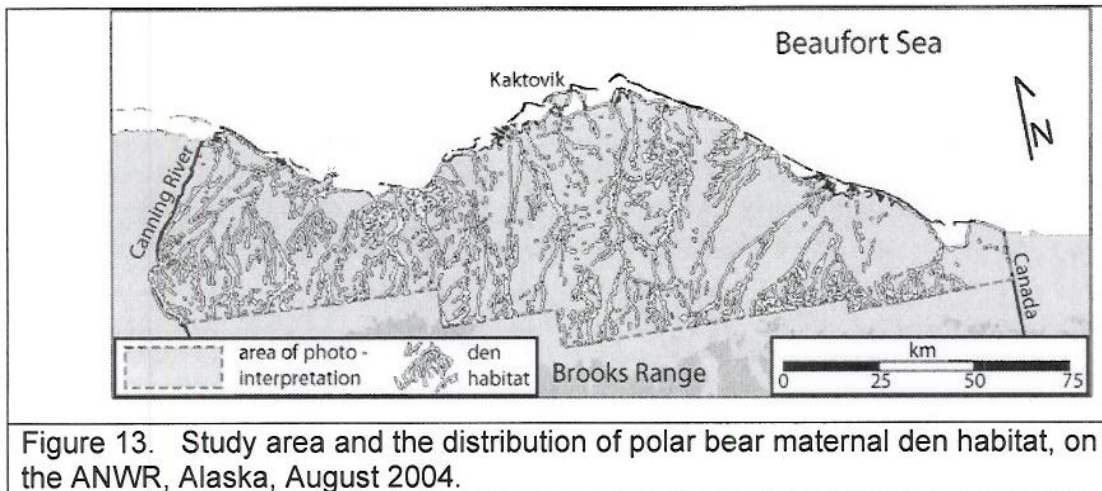 Beaufort Sea
Kaktovik
N
Canning River
Canada
area of photo -
interpretation
den
habitat
Brooks Range
km
0 25 50 75
Figure 13. Study area and the distribution of polar bear maternal den habitat, on
the ANWR, Alaska, August 2004.